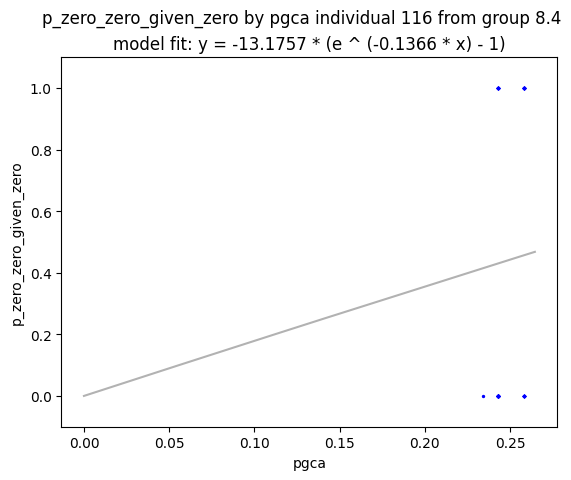 p_zero_zero_given_zero by pgca individual 116 from group 8.4
model fit: y = -13.1757 * (e ^ (-0.1366 * x) - 1)
p_zero_zero_given_zero
1.0
0.8
0.6
0.4
0.2
0.0
0.00 0.05 0.10 0.15 0.20 0.25
pgca